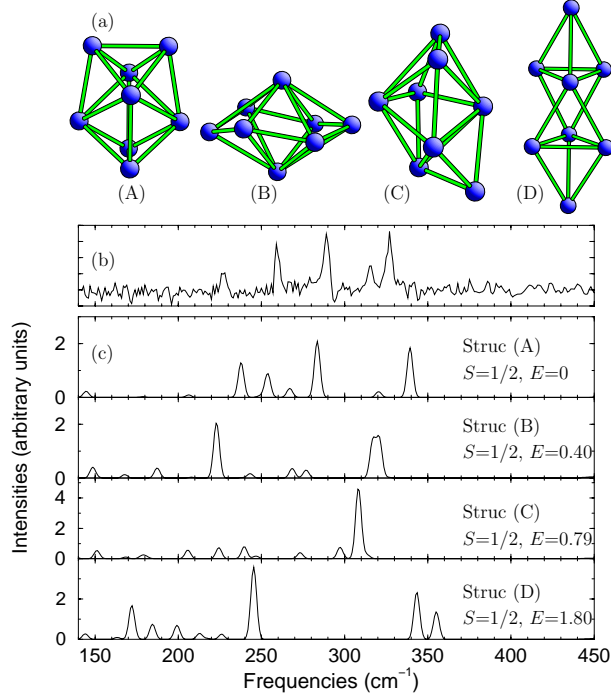 (a)
(A)
(B)
(C)
(D)
(b)
(c)
Struc (A)
S=1/2, E=0
2
0
Struc (B)
S=1/2, E=0.40
2
0
Struc (C)
S=1/2, E=0.79
4
2
0
Struc (D)
S=1/2, E=1.80
2
0
150 200 250 300 350 400 450
Frequencies (cm⁻¹)
Intensities (arbitrary units)